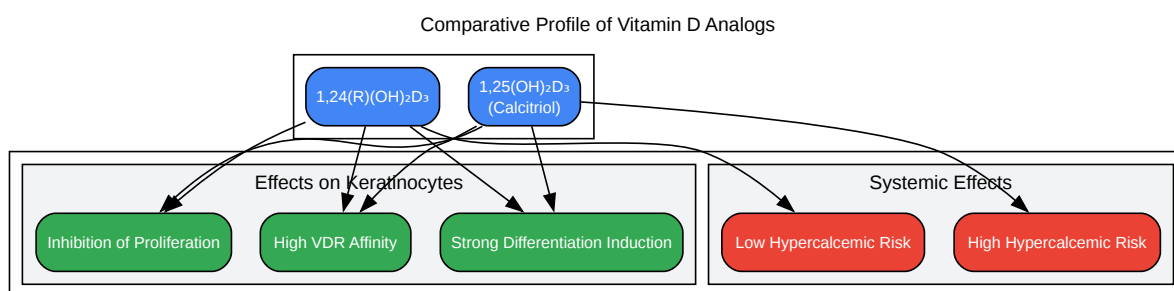 Comparative Profile of Vitamin D Analogs
1,24(R)(OH)₂D₃
1,25(OH)₂D₃
(Calcitriol)
Effects on Keratinocytes
Systemic Effects
Inhibition of Proliferation
High VDR Affinity
Strong Differentiation Induction
Low Hypercalcemic Risk
High Hypercalcemic Risk